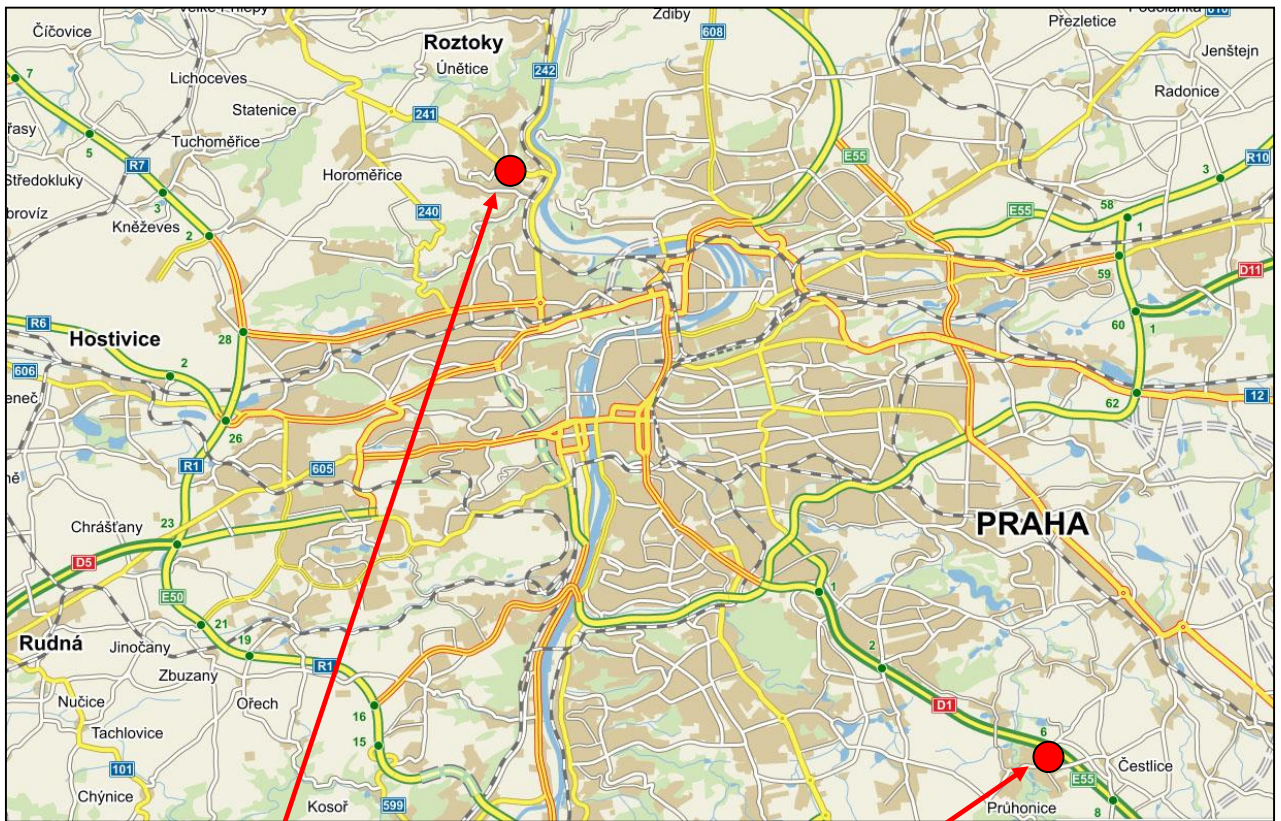 Zdiby
Číčovice
Roztoky
608
Přezletice
Únětice
242
Jenštejn
7
Lichoceves
Radonice
Statenice
241
5
Tuchoměřice
E55
R7
3
R10
Středokluky
Horoměřice
3
58
E55
240
Kněževes
2
1
59
D11
R6
28
60
1
Hostivice
2
606
62
12
26
R1
605
Chrášťany
23
PRAHA
D5
E50
1
21
Rudná
Jinočany
19
R1
2
Zbuzany
Nučice
Ořech
16
D1
Tachlovice
15
6
101
E55
Čestlice
Chýnice
Kosoř
599
Průhonice
8